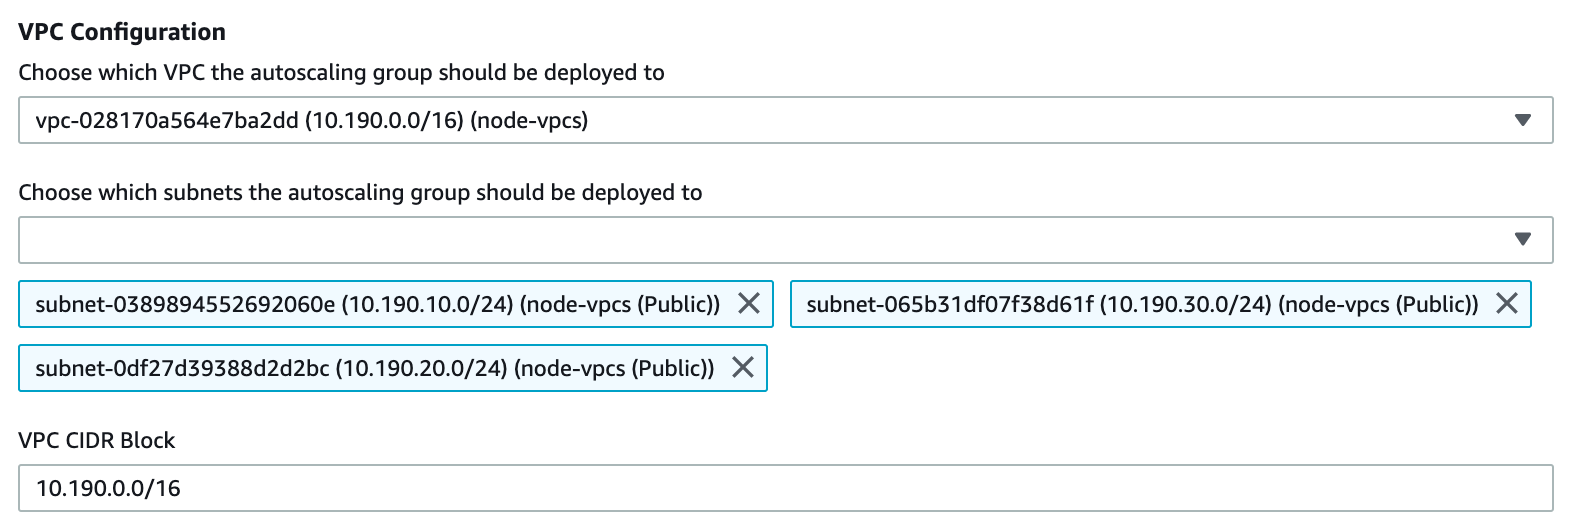 VPC Configuration
Choose which VPC the autoscaling group should be deployed to
vpc-028170a564e7ba2dd (10.190.0.0/16) (node-vpcs)
Choose which subnets the autoscaling group should be deployed to
subnet-0389894552692060e (10.190.10.0/24) (node-vpcs (Public)) subnet-065b31df07f38d61f (10.190.30.0/24) (node-vpcs (Public))
subnet-0df27d39388d2d2bc (10.190.20.0/24) (node-vpcs (Public))
VPC CIDR Block
10.190.0.0/16